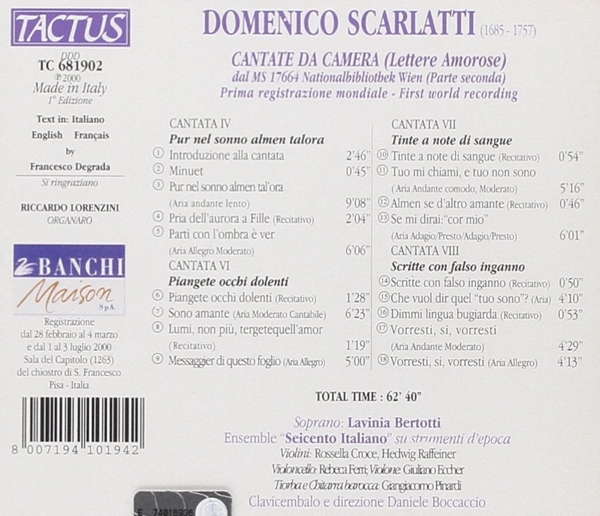 TACTUS
DDD
TC 681902
℗ 2000
Made in Italy
1ª Edizione
Text in: Italiano
English Français
by
Francesco Degrada
Si ringraziano
RICCARDO LORENZINI
ORGANARO
BANCHI
Maison
SpA
Registrazione
dal 28 febbraio al 4 marzo
e dal 1 al 3 luglio 2000
Sala del Capitolo (1263)
del chiostro di S. Francesco
Pisa - Italia
8 007194 101942
DOMENICO SCARLATTI (1685 - 1757)
CANTATE DA CAMERA (Lettere Amorose)
dal MS 17664 Nationalbibliothek Wien (Parte seconda)
Prima registrazione mondiale - First world recording
CANTATA IV
Pur nel sonno almen talora
1 Introduzione alla cantata 2'46"
2 Minuet 0'45"
3 Pur nel sonno almen tal'ora
(Aria andante lento) 9'08"
4 Pria dell'aurora a Fille (Recitativo) 2'04"
5 Parti con l'ombra è ver
(Aria Allegro Moderato) 6'06"
CANTATA VI
Piangete occhi dolenti
6 Piangete occhi dolenti (Recitativo) 1'28"
7 Sono amante (Aria Moderato Cantabile) 6'23"
8 Lumi, non più, tergetequell'amor
(Recitativo) 1'19"
9 Messaggier di questo foglio (Aria Allegro) 5'00"
CANTATA VII
Tinte a note di sangue
10 Tinte a note di sangue (Recitativo) 0'54"
11 Tuo mi chiami, e tuo non sono
(Aria Andante comodo, Moderato) 5'16"
12 Almen se d'altro amante (Recitativo) 0'46"
13 Se mi dirai:"cor mio"
(Aria Adagio/Presto/Adagio/Presto) 6'01"
CANTATA VIII
Scritte con falso inganno
14 Scritte con falso inganno (Recitativo) 0'50"
15 Che vuol dir quel "tuo sono"? (Aria) 4'10"
16 Dimmi lingua bugiarda (Recitativo) 0'53"
17 Vorresti, si, vorresti
(Aria Andante Moderato) 4'29"
18 Vorresti, si, vorresti (Aria Allegro) 4'13"
TOTAL TIME : 62' 40"
Soprano: Lavinia Bertotti
Ensemble "Seicento Italiano" su strumenti d'epoca
Violini: Rossella Croce, Hedwig Raffeiner
Violoncello: Rebeca Ferri; Violone: Giuliano Eccher
Tiorba e Chitarra barocca: Giangiacomo Pinardi
Clavicembalo e direzione Daniele Boccaccio